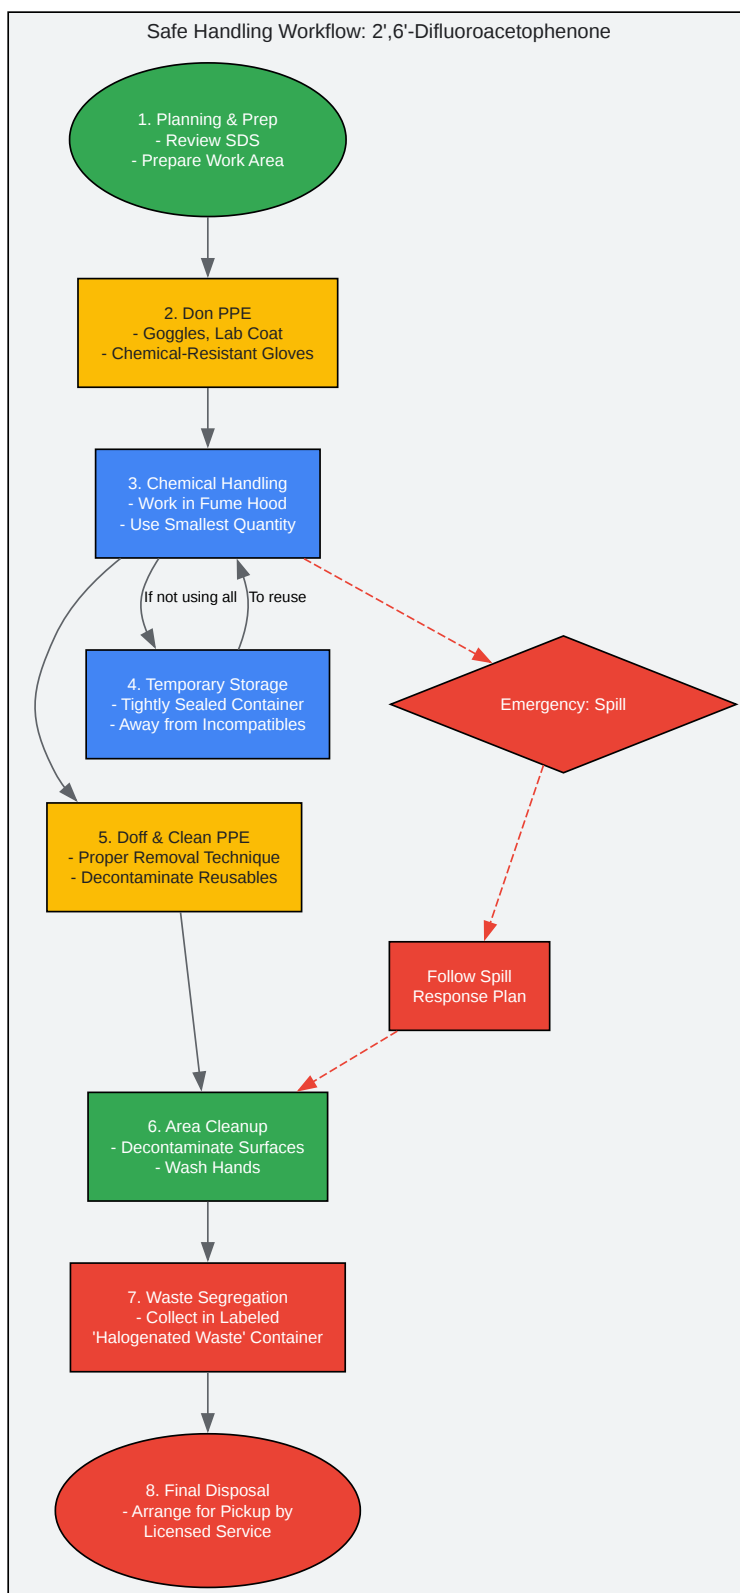 Safe Handling Workflow: 2',6'-Difluoroacetophenone
1. Planning & Prep
- Review SDS
- Prepare Work Area
2. Don PPE
- Goggles, Lab Coat
- Chemical-Resistant Gloves
3. Chemical Handling
- Work in Fume Hood
- Use Smallest Quantity
If not using all
To reuse
4. Temporary Storage
- Tightly Sealed Container
- Away from Incompatibles
Emergency: Spill
5. Doff & Clean PPE
- Proper Removal Technique
- Decontaminate Reusables
Follow Spill
Response Plan
6. Area Cleanup
- Decontaminate Surfaces
- Wash Hands
7. Waste Segregation
- Collect in Labeled
'Halogenated Waste' Container
8. Final Disposal
- Arrange for Pickup by
Licensed Service